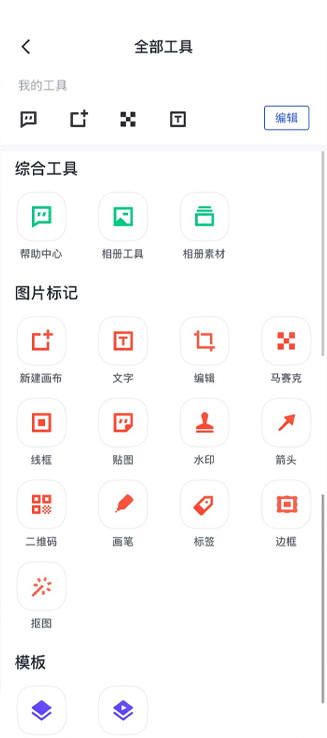 全部工具
我的工具
编辑
综合工具
帮助中心 相册工具 相册素材
图片标记
新建画布 文字 编辑 马赛克
线框 贴图 水印 箭头
二维码 画笔 标签 边框
抠图
模板